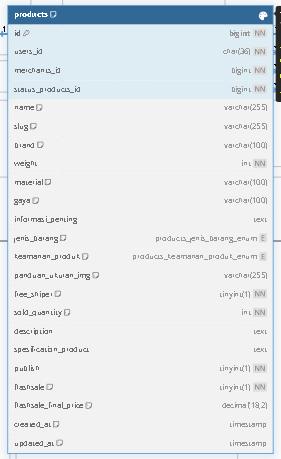 products
1
id bigint NN
users_id char(36) NN
merchants_id bigint NN
status_products_id bigint NN
name varchar(255)
slug varchar(255)
brand varchar(100)
weight int NN
material varchar(100)
gaya varchar(100)
informasi_penting text
jenis_barang products_jenis_barang_enum E
keamanan_produk products_keamanan_produk_enum E
panduan_ukuran_img varchar(255)
free_sniper tinyint(1) NN
sold_quantity int NN
description text
spesification_product text
publish tinyint(1) NN
flashsale tinyint(1) NN
flashsale_final_price decimal(18,2)
created_at timestamp
updated_at timestamp